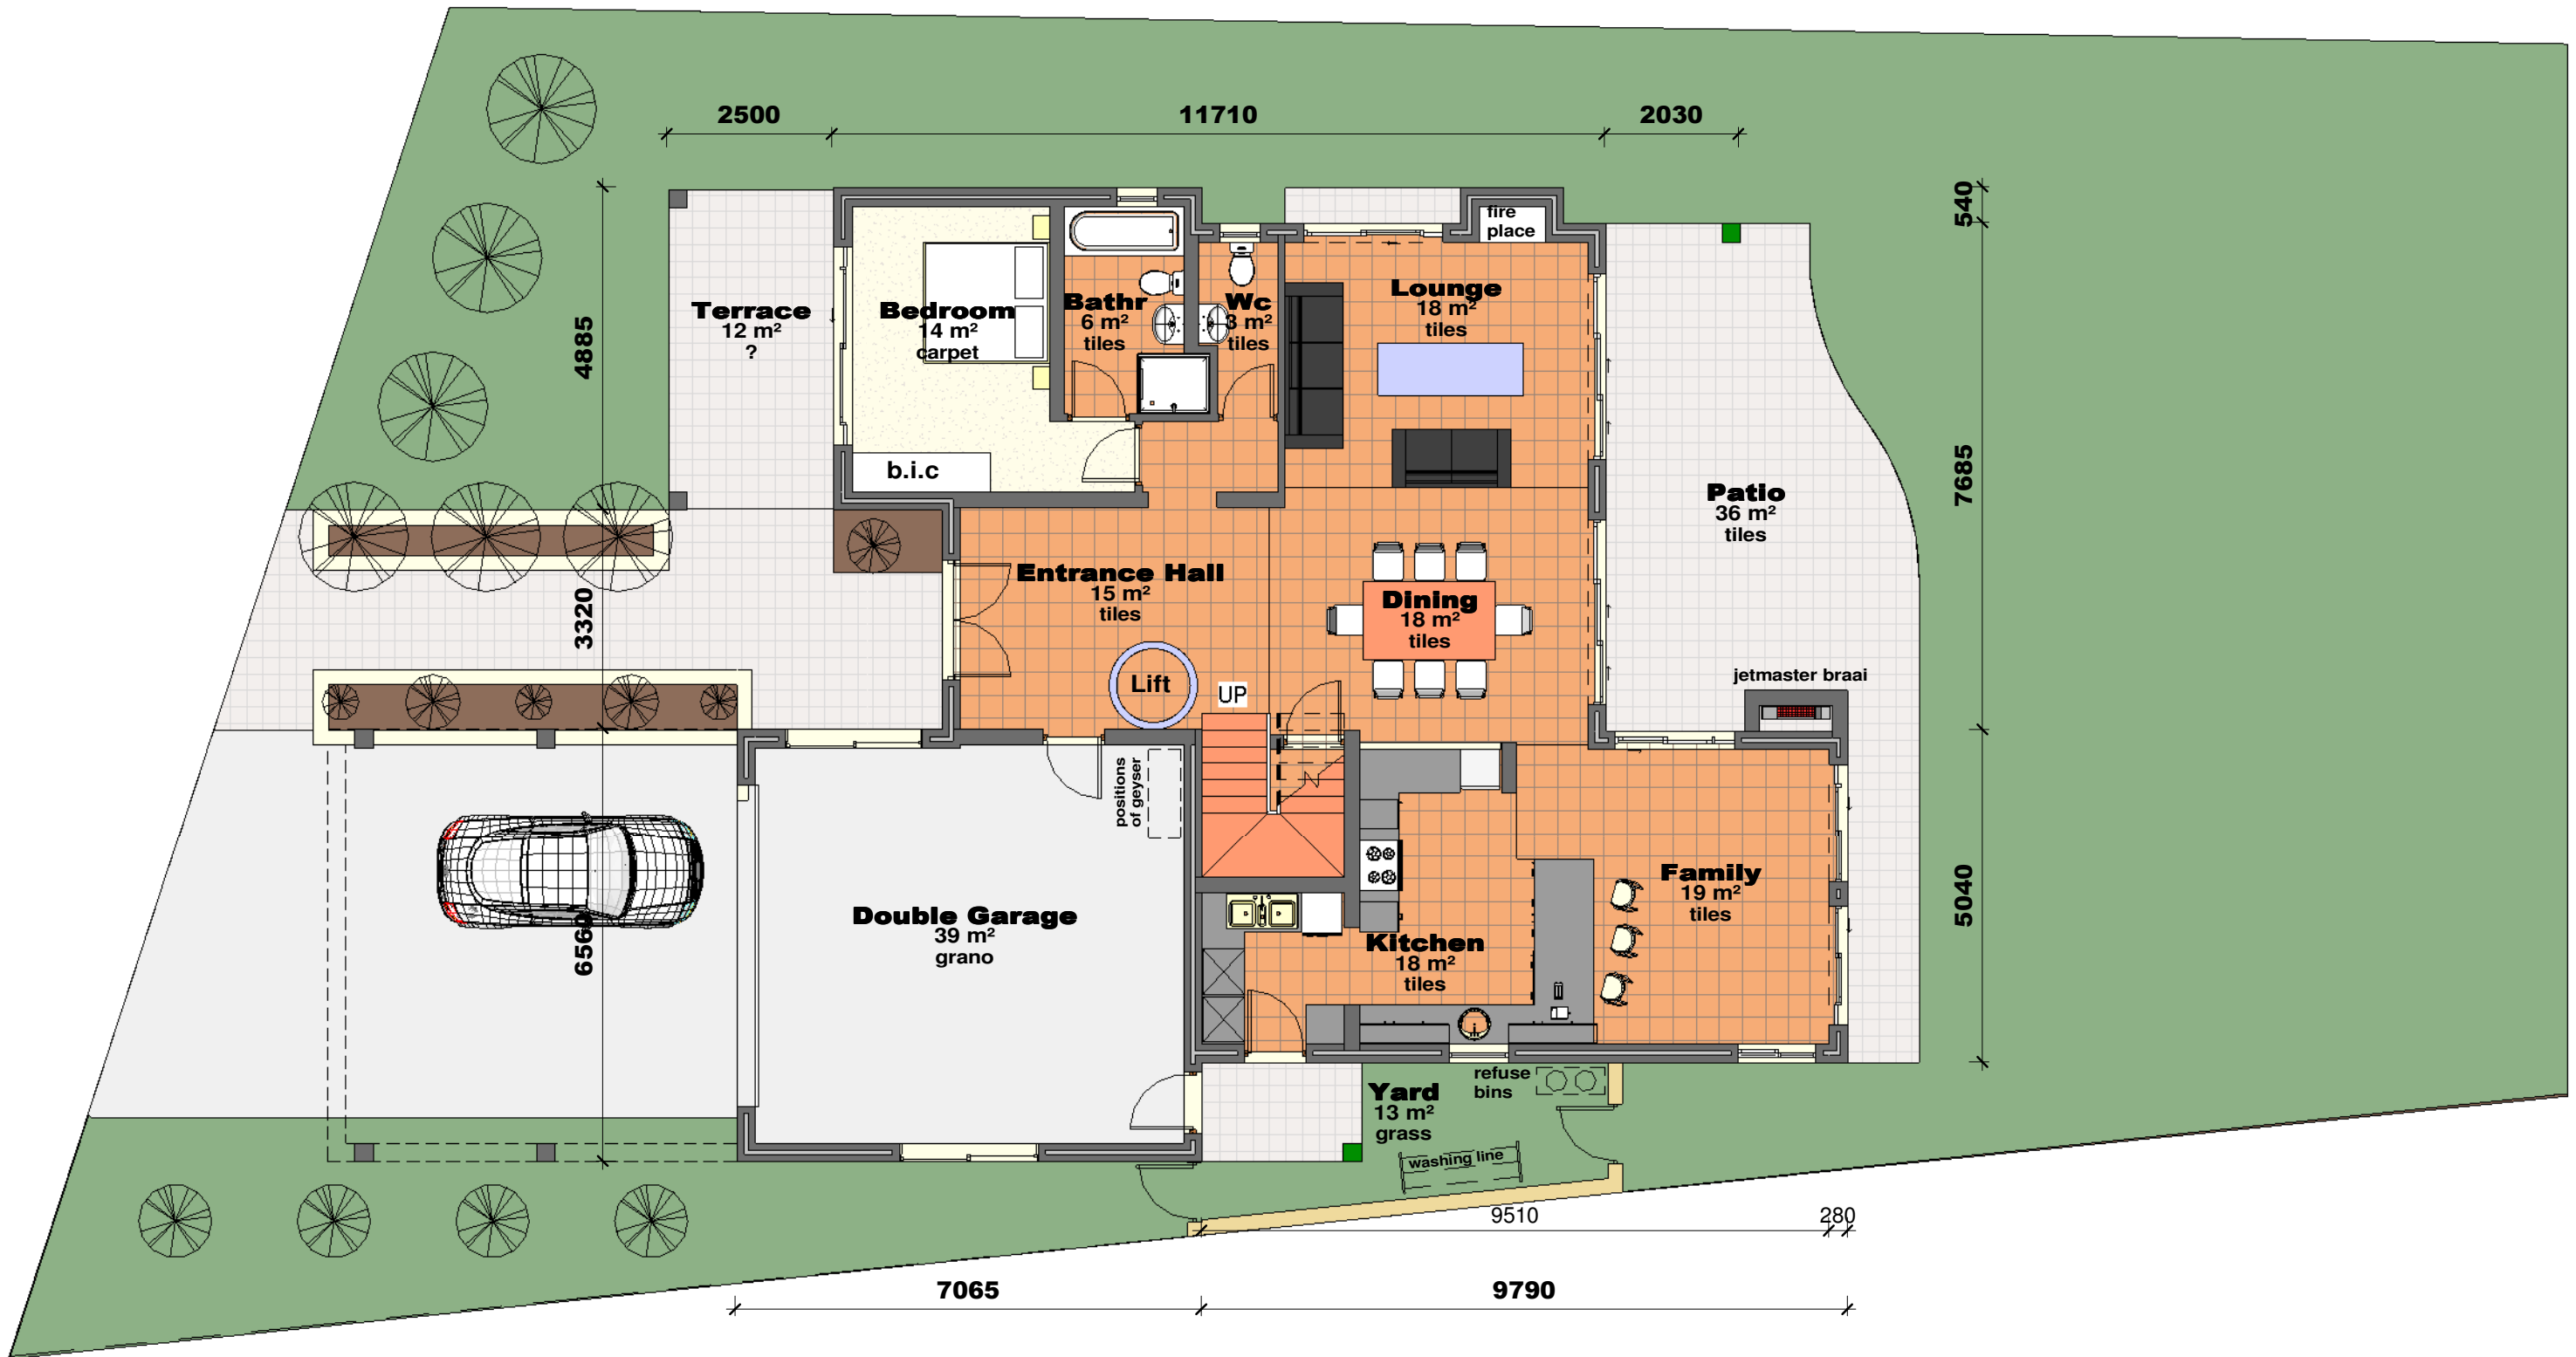 2500
11710
2030
540
4885
7685
3320
6560
5040
fire
place
Terrace
12 m²
?
Bedroom
14 m²
carpet
Bathr
6 m²
tiles
Wc
3 m²
tiles
Lounge
18 m²
tiles
b.i.c
Patio
36 m²
tiles
Entrance Hall
15 m²
tiles
Dining
18 m²
tiles
Lift
UP
jetmaster braai
positions
of geyser
Double Garage
39 m²
grano
Kitchen
18 m²
tiles
Family
19 m²
tiles
refuse
bins
Yard
13 m²
grass
washing line
9510
280
7065
9790